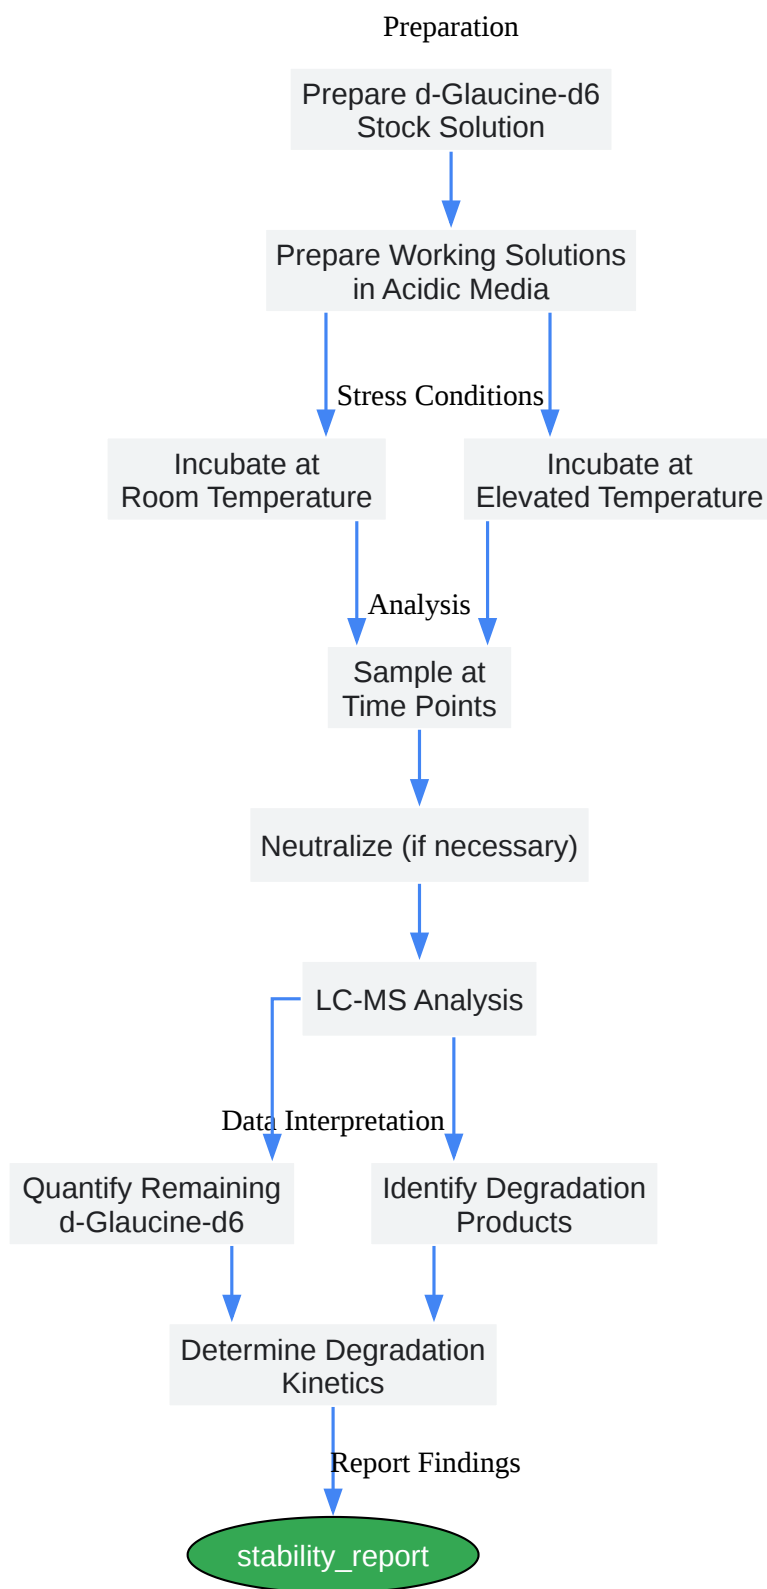 Preparation
Prepare d-Glaucine-d6
Stock Solution
Prepare Working Solutions
in Acidic Media
Stress Conditions
Incubate at
Room Temperature
Incubate at
Elevated Temperature
Analysis
Sample at
Time Points
Neutralize (if necessary)
LC-MS Analysis
Data Interpretation
Quantify Remaining
d-Glaucine-d6
Identify Degradation
Products
Determine Degradation
Kinetics
Report Findings
stability_report